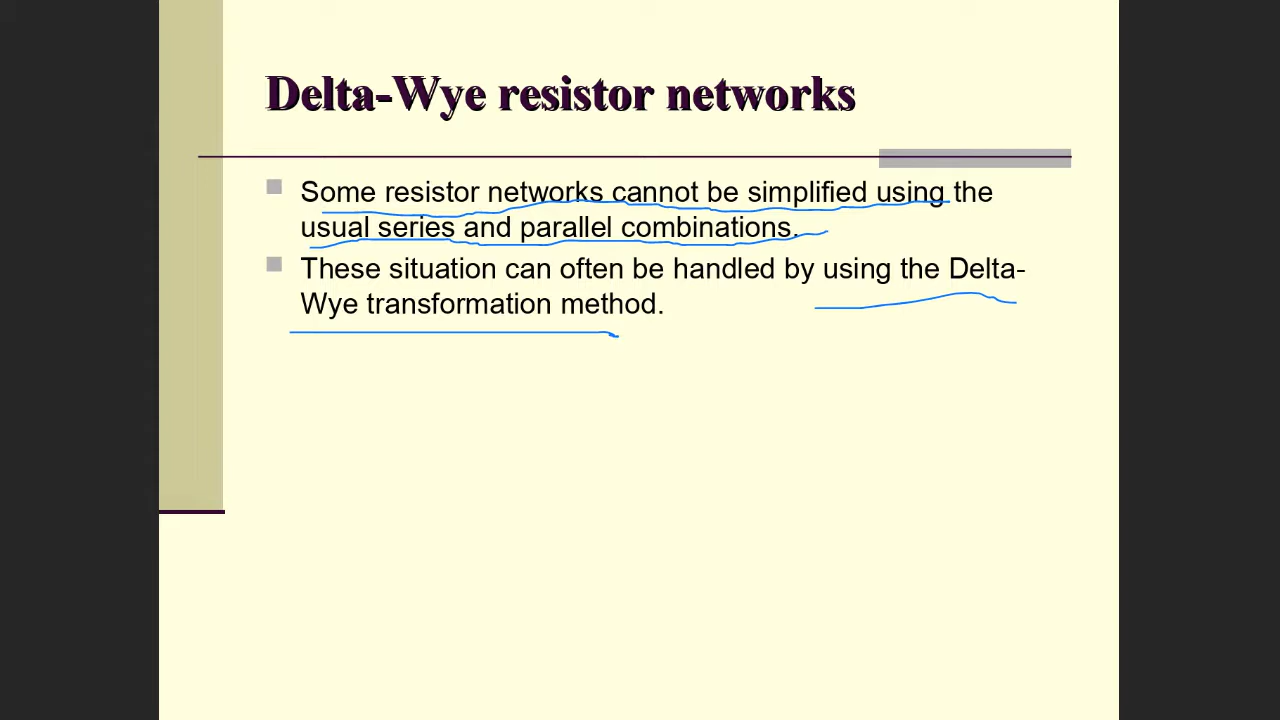 Delta-Wye resistor networks
Some resistor networks cannot be simplified using the
usual series and parallel combinations.
These situation can often be handled by using the Delta-
Wye transformation method.